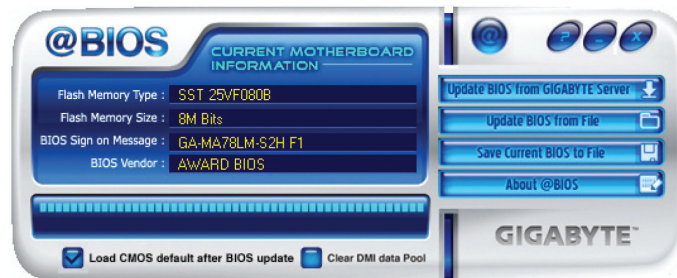 @BIOS
CURRENT MOTHERBOARD
INFORMATION
Flash Memory Type : SST 25VF080B
Flash Memory Size : 8M Bits
BIOS Sign on Message : GA-MA78LM-S2H F1
BIOS Vendor : AWARD BIOS
Load CMOS default after BIOS update Clear DMI data Pool
@ ? _ X
Update BIOS from GIGABYTE Server
Update BIOS from File
Save Current BIOS to File
About @BIOS
GIGABYTE™